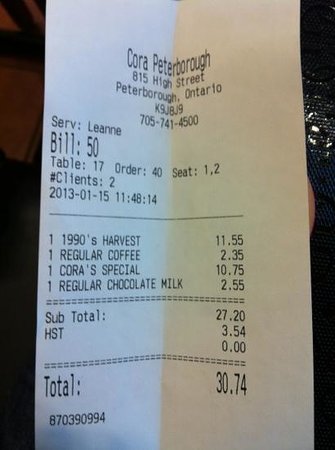 Cora Peterborough
815 High Street
Peterborough, Ontario
K9J8J9
705-741-4500
Serv: Leanne
Bill: 50
Table: 17 Order: 40 Seat: 1,2
#Clients: 2
2013-01-15 11:48:14
1 1990's HARVEST 11.55
1 REGULAR COFFEE 2.35
1 CORA'S SPECIAL 10.75
1 REGULAR CHOCOLATE MILK 2.55
==============================
Sub Total: 27.20
HST 3.54
0.00
==============================
Total: 30.74
870390994